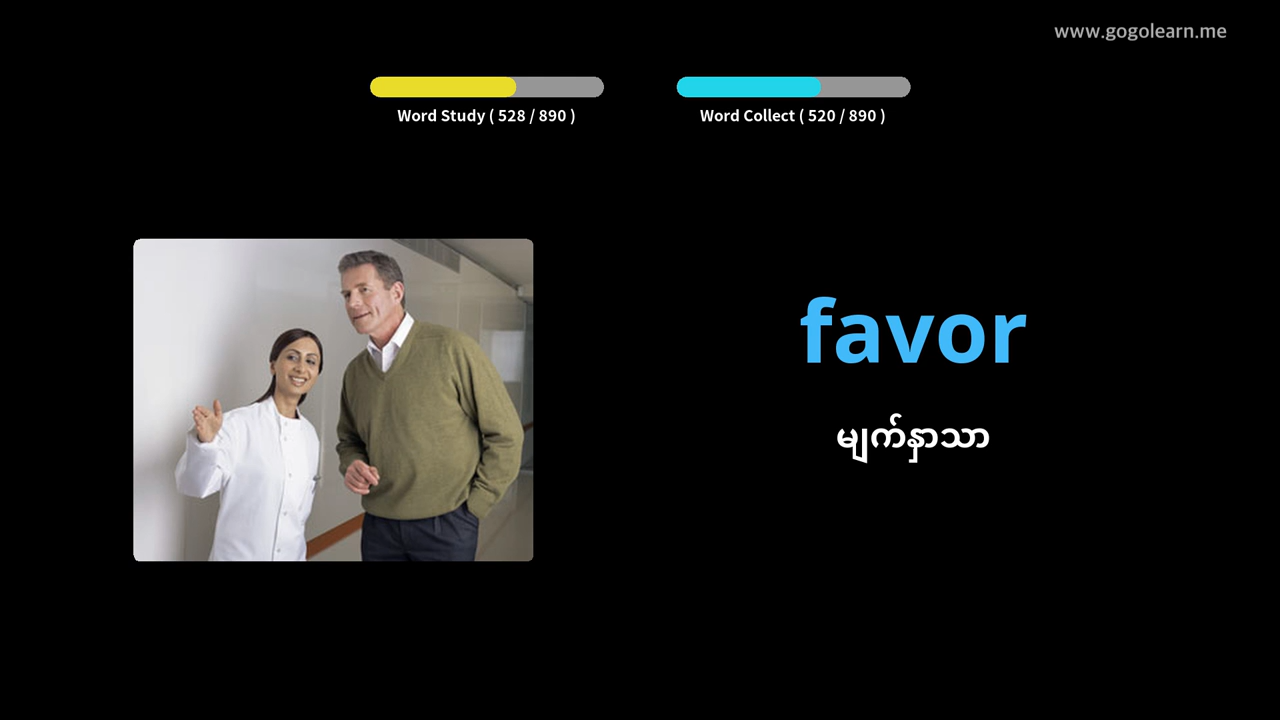 www.gogolearn.me
Word Study ( 528 / 890 )
Word Collect ( 520 / 890 )
favor
မျက်နှာသာ